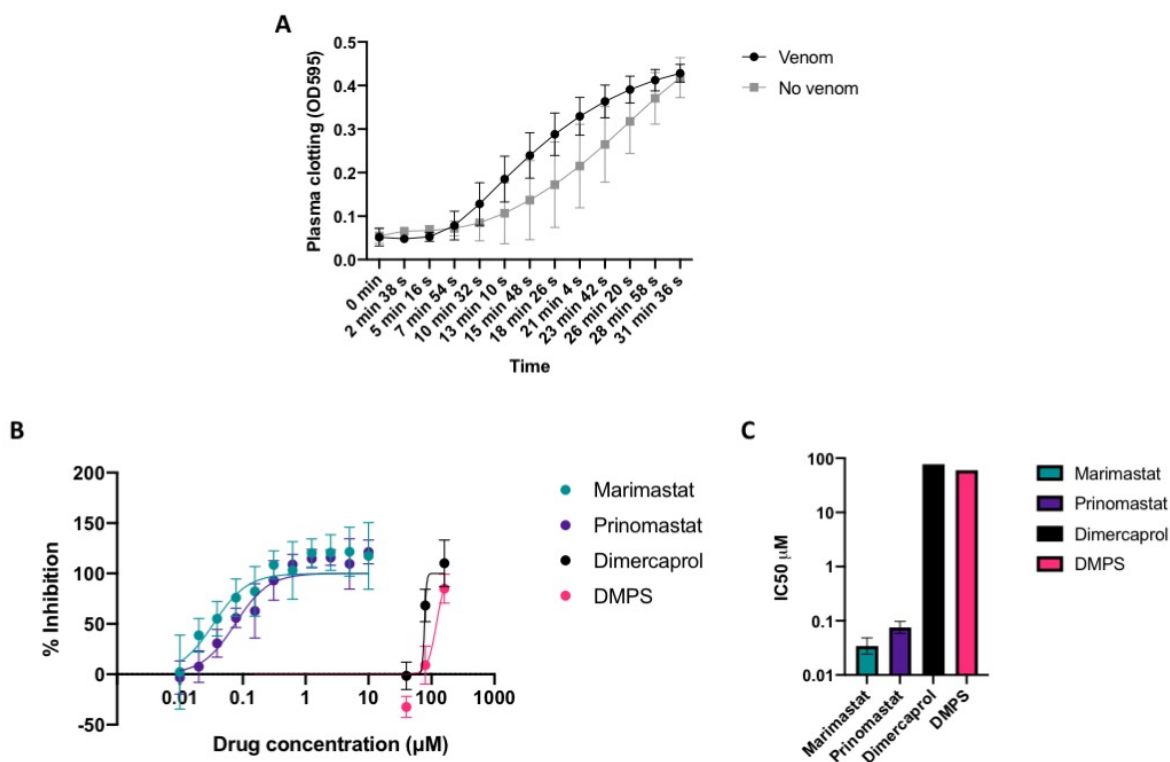 A
Plasma clotting (OD595)
0.5
0.4
0.3
0.2
0.1
0.0
0 min
2 min 38 s
5 min 16 s
7 min 54 s
10 min 32 s
13 min 10 s
15 min 48 s
18 min 26 s
21 min 4 s
23 min 42 s
26 min 20 s
28 min 58 s
31 min 36 s
Time
Venom
No venom
B
% Inhibition
200
150
100
50
0
-50
0.01
0.1
1
10
100
1000
Drug concentration (µM)
Marimastat
Prinomastat
Dimercaprol
DMPS
C
IC50 µM
100
10
1
0.1
0.01
Marimastat
Prinomastat
Dimercaprol
DMPS
Marimastat
Prinomastat
Dimercaprol
DMPS